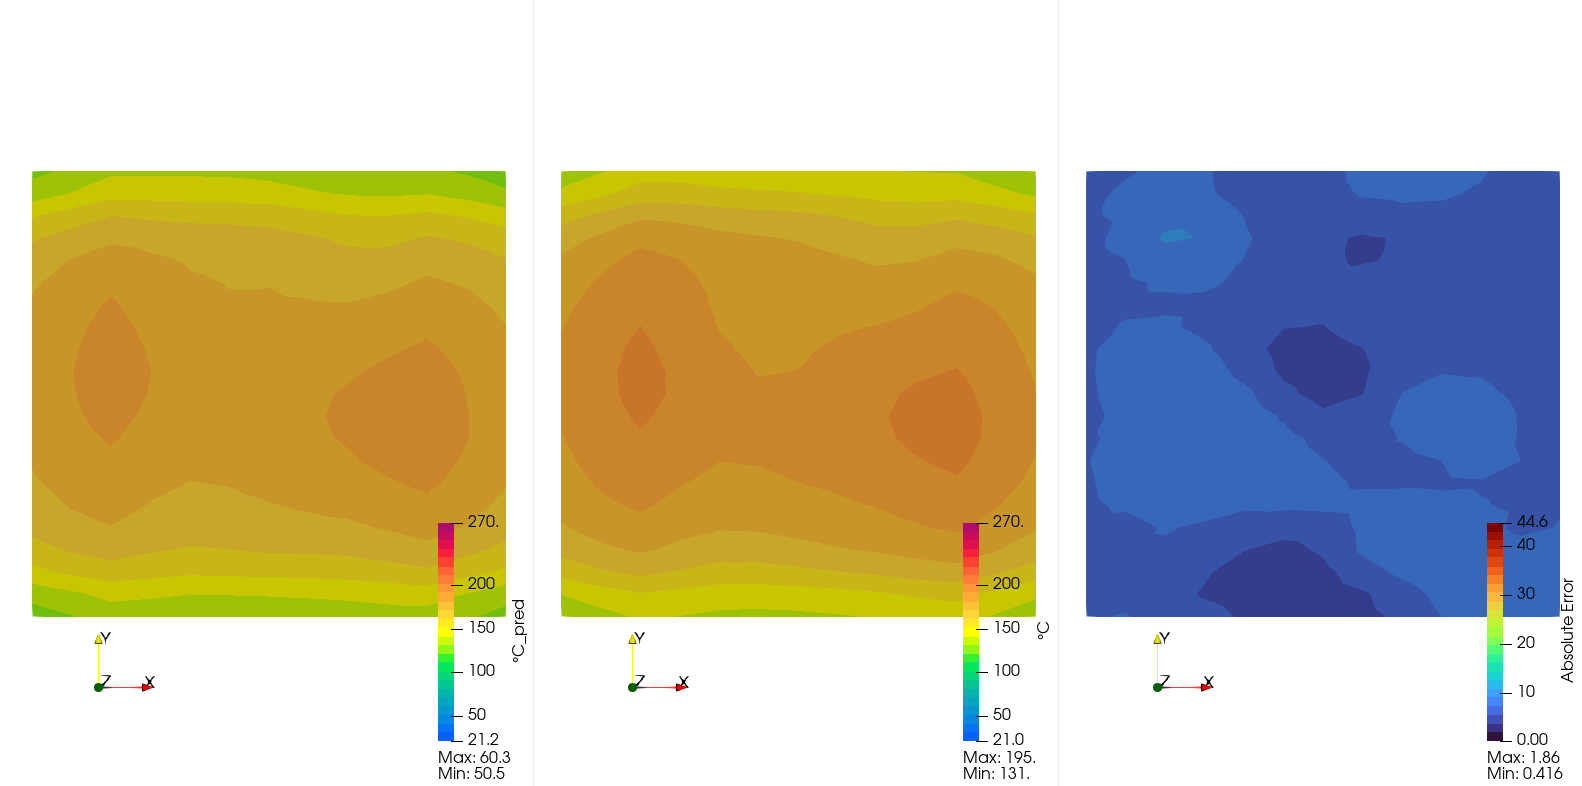 270.
200
150
100
50
21.2
°C_pred
Max: 60.3
Min: 50.5
Y
Z
X
270.
200
150
100
50
21.0
°C
Max: 195.
Min: 131.
Y
Z
X
44.6
40
30
20
10
0.00
Absolute Error
Max: 1.86
Min: 0.416
Y
Z
X